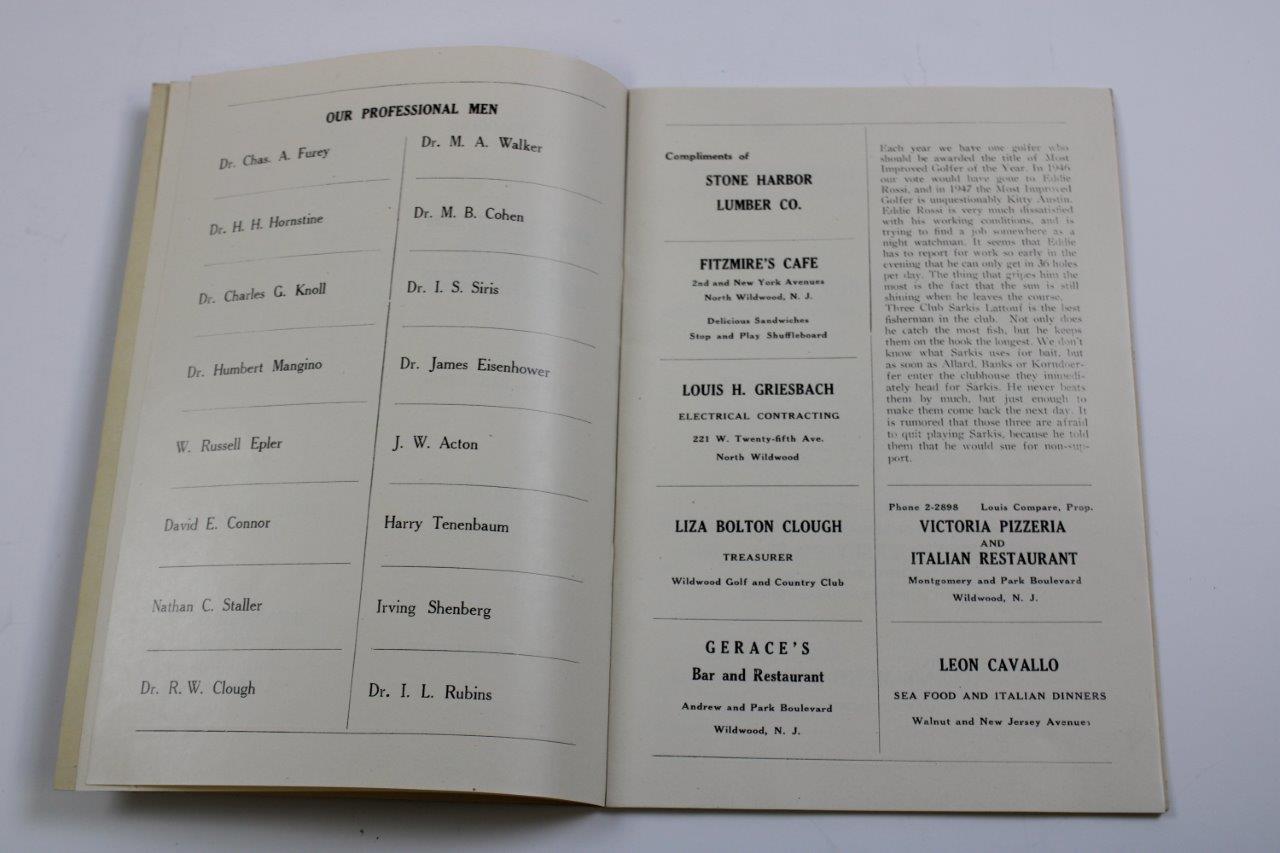 OUR PROFESSIONAL MEN
Dr. Chas. A. Furey
Dr. H. H. Hornstine
Dr. Charles G. Knoll
Dr. Humbert Mangino
W. Russell Epler
David E. Connor
Nathan C. Staller
Dr. R. W. Clough
Dr. M. A. Walker
Dr. M. B. Cohen
Dr. I. S. Siris
Dr. James Eisenhower
J. W. Acton
Harry Tenenbaum
Irving Shenberg
Dr. I. L. Rubins
Compliments of
STONE HARBOR
LUMBER CO.
FITZMIRE'S CAFE
2nd and New York Avenues
North Wildwood, N. J.
Delicious Sandwiches
Stop and Play Shuffleboard
LOUIS H. GRIESBACH
ELECTRICAL CONTRACTING
221 W. Twenty-fifth Ave.
North Wildwood
LIZA BOLTON CLOUGH
TREASURER
Wildwood Golf and Country Club
GERACE'S
Bar and Restaurant
Andrew and Park Boulevard
Wildwood, N. J.
Each year we have one golfer who
should be awarded the title of Most
Improved Golfer of the Year. In 1946
our vote would have gone to Eddie
Rossi, and in 1947 the Most Improved
Golfer is unquestionably Kitty Austin.
Eddie Rossi is very much dissatisfied
with his working conditions, and is
trying to find a job somewhere as a
night watchman. It seems that Eddie
has to report for work so early in the
evening that he can only get in 36 holes
per day. The thing that gripes him the
most is the fact that the sun is still
shining when he leaves the course.
Three Club Sarkis Lattouf is the best
fisherman in the club. Not only does
he catch the most fish, but he keeps
them on the hook the longest. We don't
know what Sarkis uses for bait, but
as soon as Allard, Banks or Korndoer-
fer enter the clubhouse they immedi-
ately head for Sarkis. He never beats
them by much, but just enough to
make them come back the next day. It
is rumored that those three are afraid
to quit playing Sarkis, because he told
them that he would sue for non-sup-
port.
Phone 2-2898 Louis Compare, Prop.
VICTORIA PIZZERIA
AND
ITALIAN RESTAURANT
Montgomery and Park Boulevard
Wildwood, N. J.
LEON CAVALLO
SEA FOOD AND ITALIAN DINNERS
Walnut and New Jersey Avenues